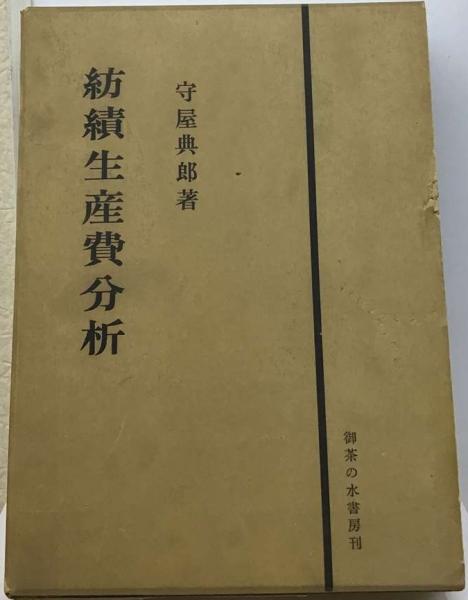 紡績生産費分析
守屋典郎著
御茶の水書房刊